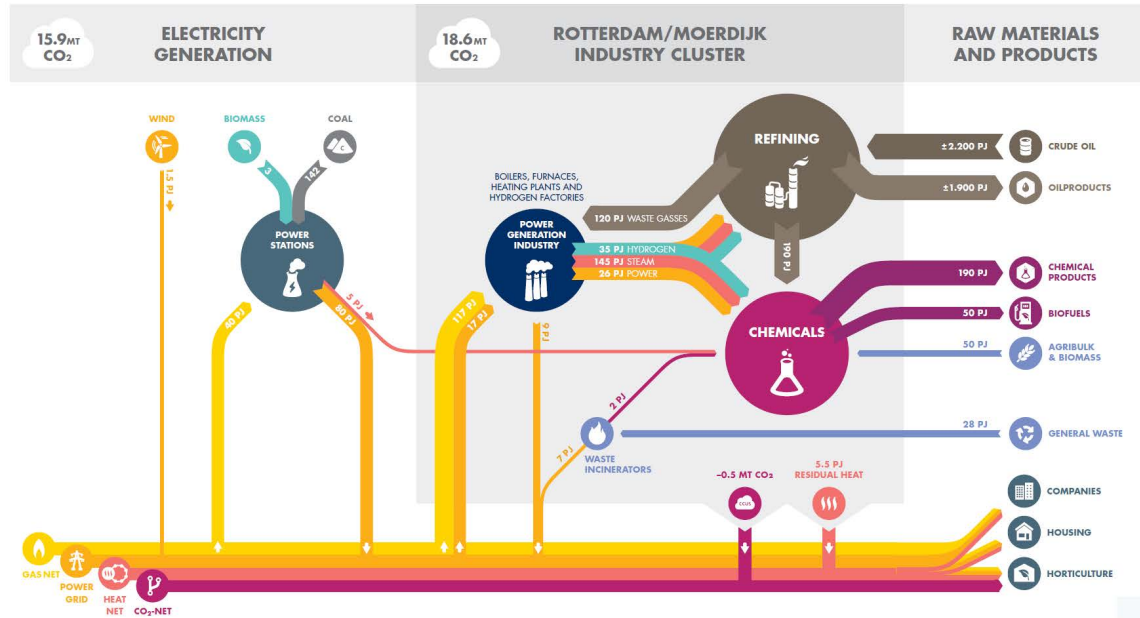 15.9MT
CO₂
ELECTRICITY
GENERATION
18.6MT
CO₂
ROTTERDAM/MOERDIJK
INDUSTRY CLUSTER
RAW MATERIALS
AND PRODUCTS
WIND
BIOMASS
COAL
C
1.5 PJ
3
142
POWER
STATIONS
BOILERS, FURNACES,
HEATING PLANTS AND
HYDROGEN FACTORIES
POWER
GENERATION
INDUSTRY
REFINING
±2.200 PJ
CRUDE OIL
±1.900 PJ
OILPRODUCTS
120 PJ WASTE GASSES
35 PJ HYDROGEN
145 PJ STEAM
26 PJ POWER
190 PJ
190 PJ
CHEMICAL
PRODUCTS
50 PJ
BIOFUELS
CHEMICALS
50 PJ
AGRIBULK
& BIOMASS
40 PJ
5 PJ
80 PJ
117 PJ
17 PJ
9 PJ
2 PJ
7 PJ
WASTE
INCINERATORS
28 PJ
GENERAL WASTE
–0.5 MT CO₂
CCUS
5.5 PJ
RESIDUAL HEAT
COMPANIES
HOUSING
HORTICULTURE
GAS NET
POWER
GRID
HEAT
NET
CO₂-NET